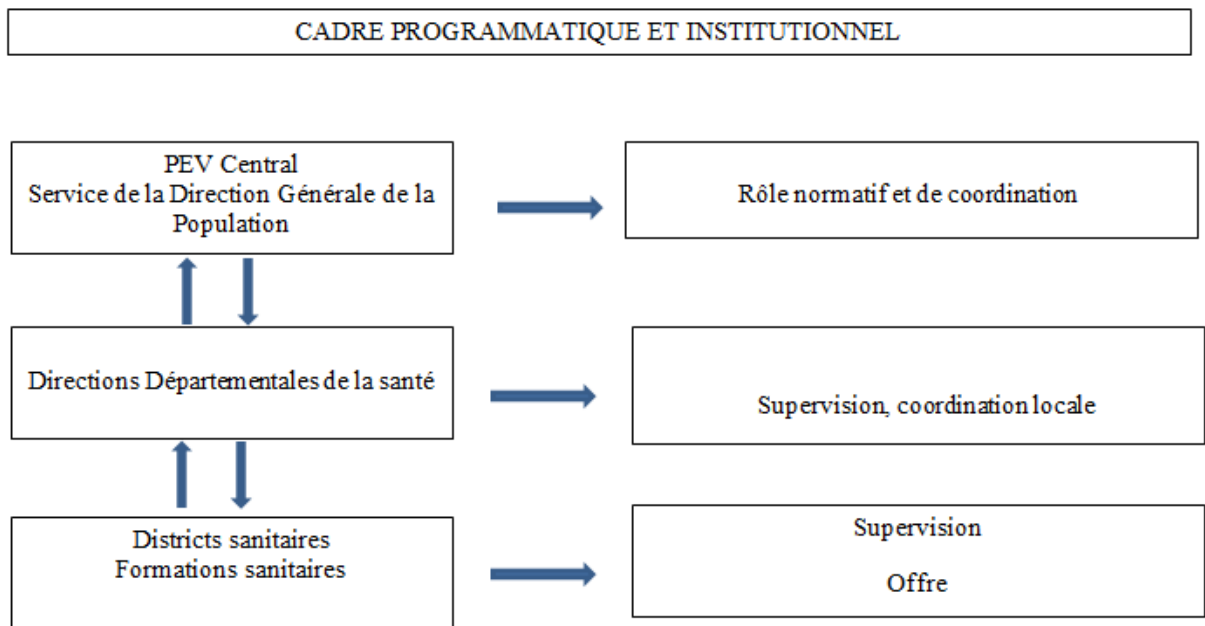 CADRE PROGRAMMATIQUE ET INSTITUTIONNEL
PEV Central
Service de la Direction Générale de la
Population
Rôle normatif et de coordination
Directions Départementales de la santé
Supervision, coordination locale
Districts sanitaires
Formations sanitaires
Supervision
Offre